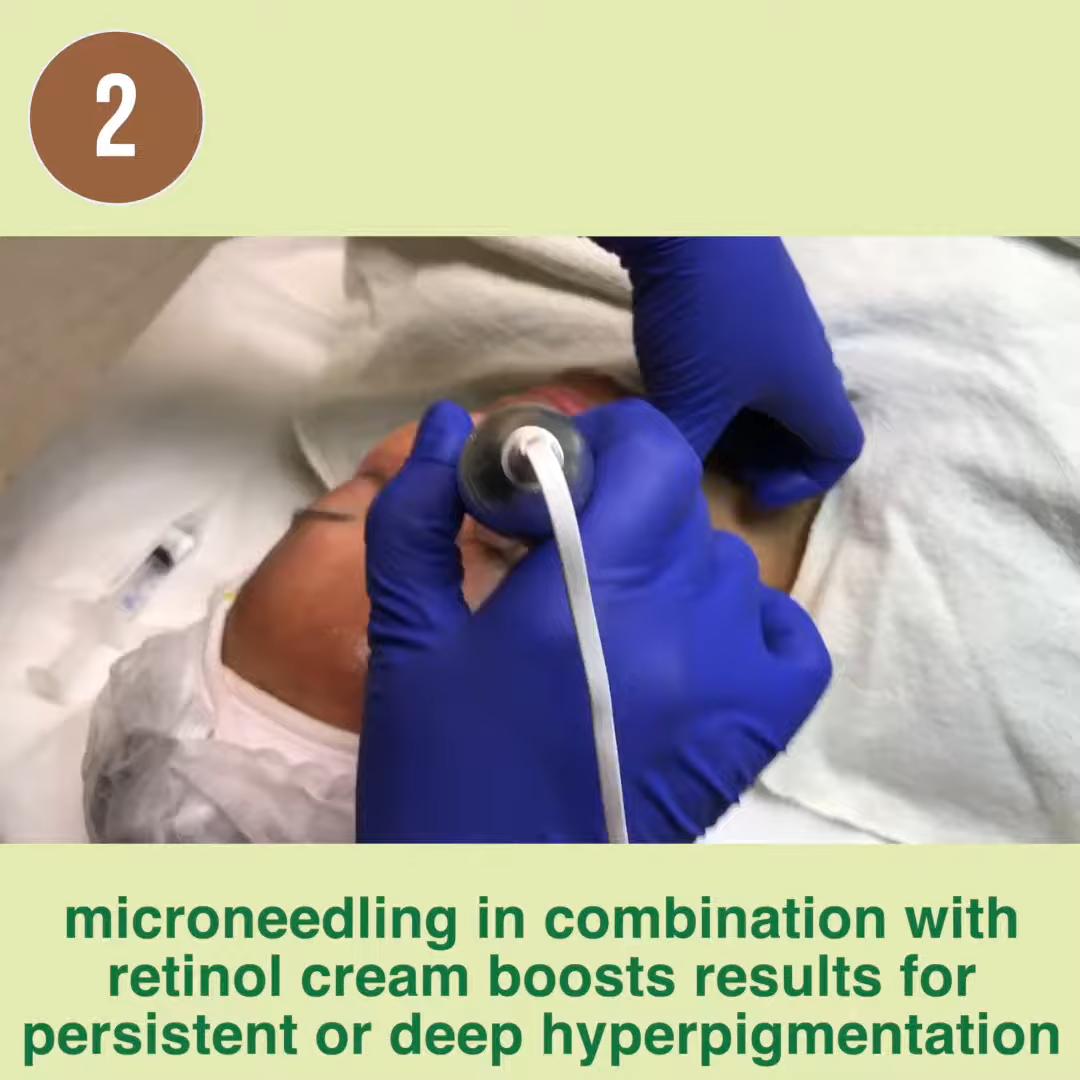 2
microneedling in combination with
retinol cream boosts results for
persistent or deep hyperpigmentation